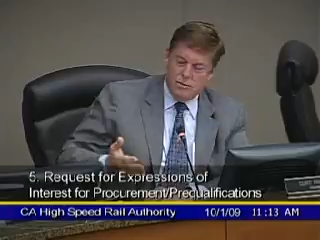 5. Request for Expressions of
Interest for Procurement/Prequalifications
CA High Speed Rail Authority 10/1/09 11:13 AM